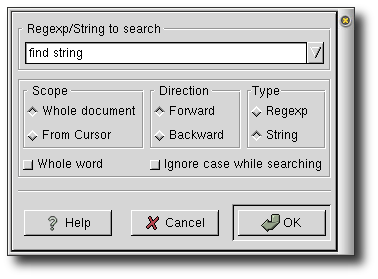 Regexp/String to search
find string
Scope Direction Type
Whole document Forward Regexp
From Cursor Backward String
Whole word Ignore case while searching
? Help Cancel OK